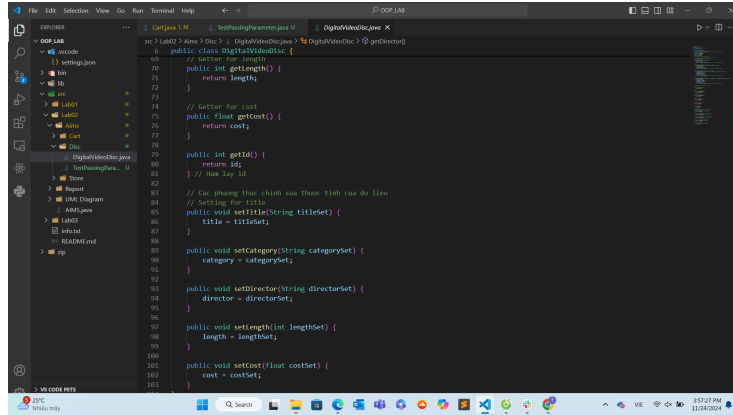 File Edit Selection View Go Run Terminal Help
OOP_LAB
EXPLORER
Cart.java 1, M
TestPassingParameter.java U
DigitalVideoDisc.java
OOP_LAB
.vscode
settings.json
bin
lib
src
Lab01
Lab02
Aims
Cart
Disc
DigitalVideoDisc.java
TestPassingPara... U
Store
Report
UML Diagram
AIMS.java
Lab03
info.txt
README.md
zip
VS CODE PETS
src > Lab02 > Aims > Disc > DigitalVideoDisc.java > DigitalVideoDisc > getDirector()
6 public class DigitalVideoDisc {
69 // Getter for length
70 public int getLength() {
71 return length;
72 }
73
74 // Getter for cost
75 public float getCost() {
76 return cost;
77 }
78
79 public int getId() {
80 return id;
81 } // Ham lay id
82
83 // Cac phuong thuc chinh sua thuoc tinh cua du lieu
84 // Setting for title
85 public void setTitle(String titleSet) {
86 title = titleSet;
87 }
88
89 public void setCategory(String categorySet) {
90 category = categorySet;
91 }
92
93 public void setDirector(String directorSet) {
94 director = directorSet;
95 }
96
97 public void setLength(int lengthSet) {
98 length = lengthSet;
99 }
100
101 public void setCost(float costSet) {
102 cost = costSet;
103 }
25°C
Nhiều mây
Search
VIE
3:57:27 PM
11/24/2024